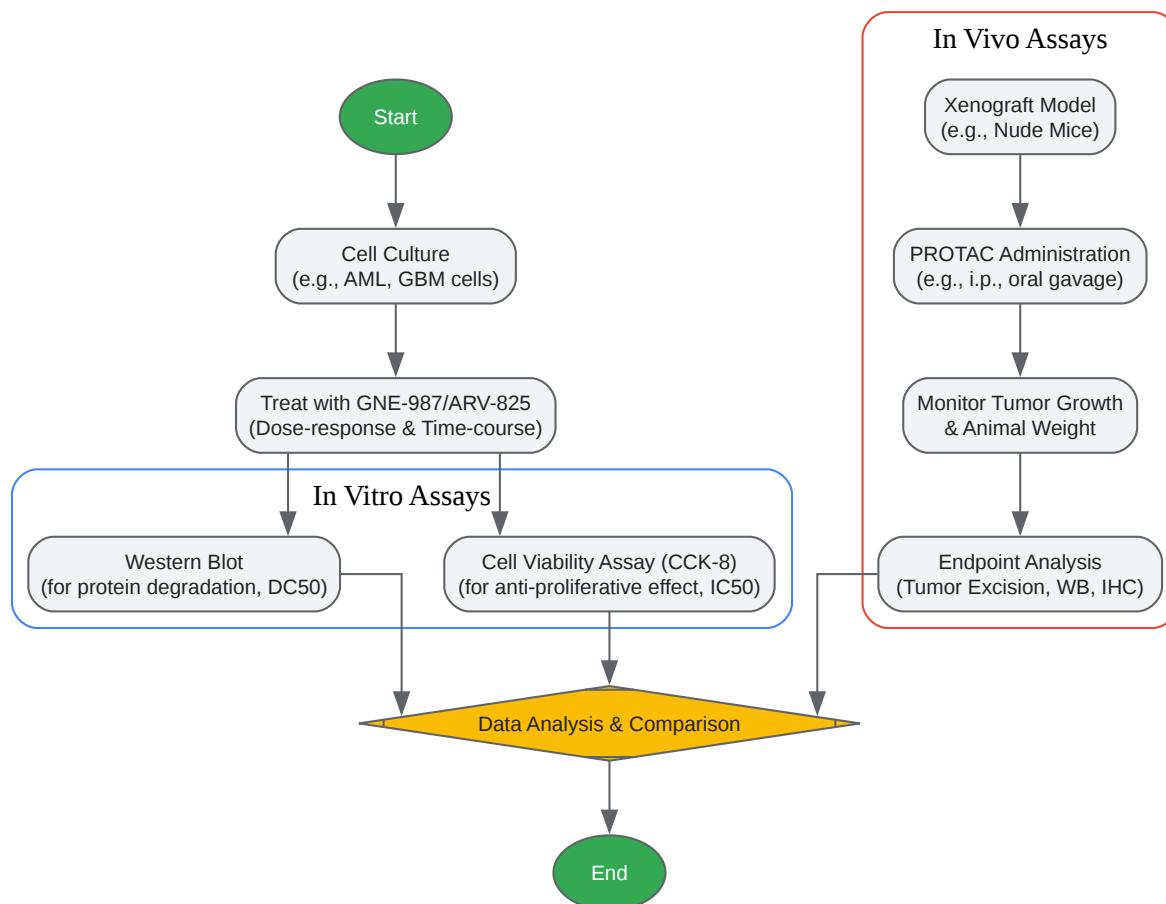 Start
Cell Culture
(e.g., AML, GBM cells)
Treat with GNE-987/ARV-825
(Dose-response & Time-course)
In Vitro Assays
Western Blot
(for protein degradation, DC50)
Cell Viability Assay (CCK-8)
(for anti-proliferative effect, IC50)
In Vivo Assays
Xenograft Model
(e.g., Nude Mice)
PROTAC Administration
(e.g., i.p., oral gavage)
Monitor Tumor Growth
& Animal Weight
Endpoint Analysis
(Tumor Excision, WB, IHC)
Data Analysis & Comparison
End